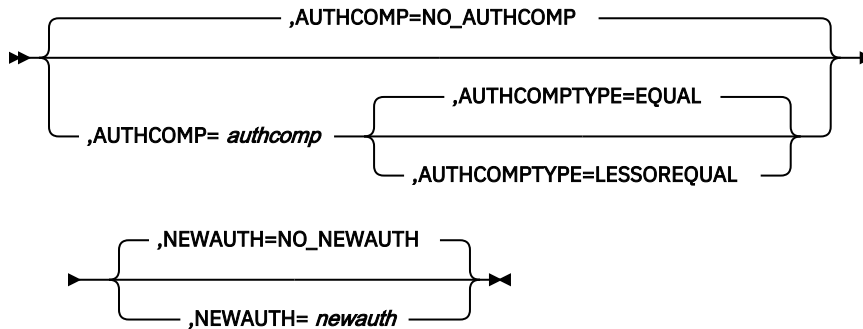 ,AUTHCOMP=NO_AUTHCOMP
,AUTHCOMP= authcomp
,AUTHCOMPTYPE=EQUAL
,AUTHCOMPTYPE=LESSOREQUAL
,NEWAUTH=NO_NEWAUTH
,NEWAUTH= newauth